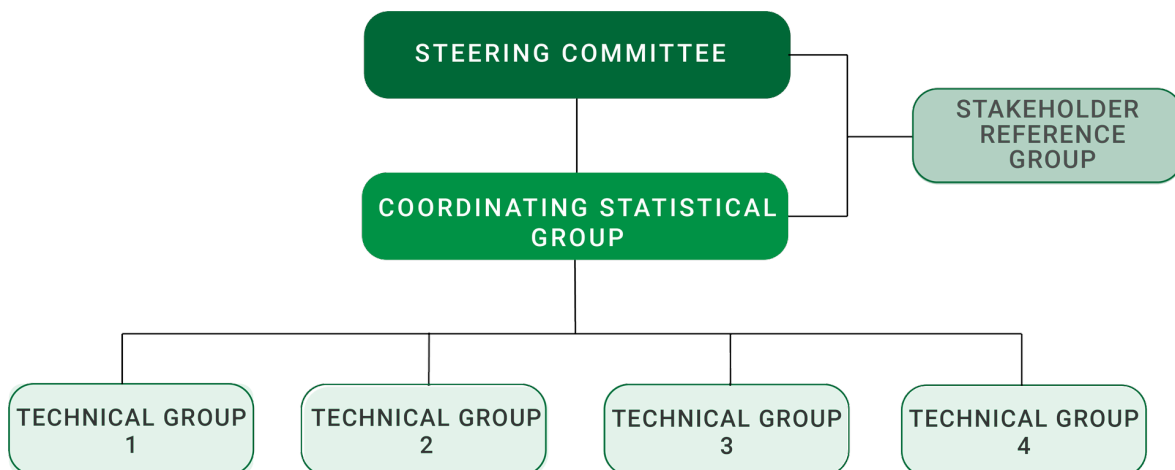 STEERING COMMITTEE
STAKEHOLDER
REFERENCE
GROUP
COORDINATING STATISTICAL
GROUP
TECHNICAL GROUP
1
TECHNICAL GROUP
2
TECHNICAL GROUP
3
TECHNICAL GROUP
4